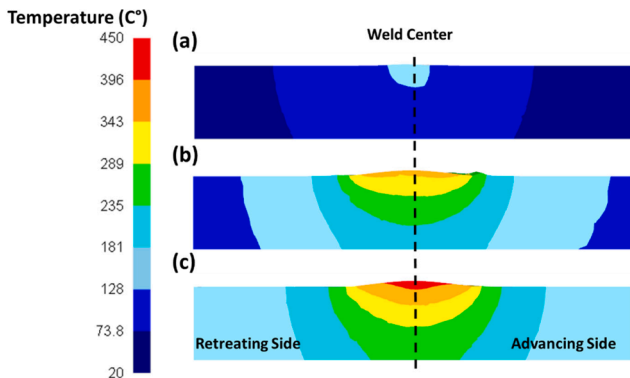 Temperature (C°)
450
396
343
289
235
181
128
73.8
20
(a)
Weld Center
(b)
(c)
Retreating Side
Advancing Side